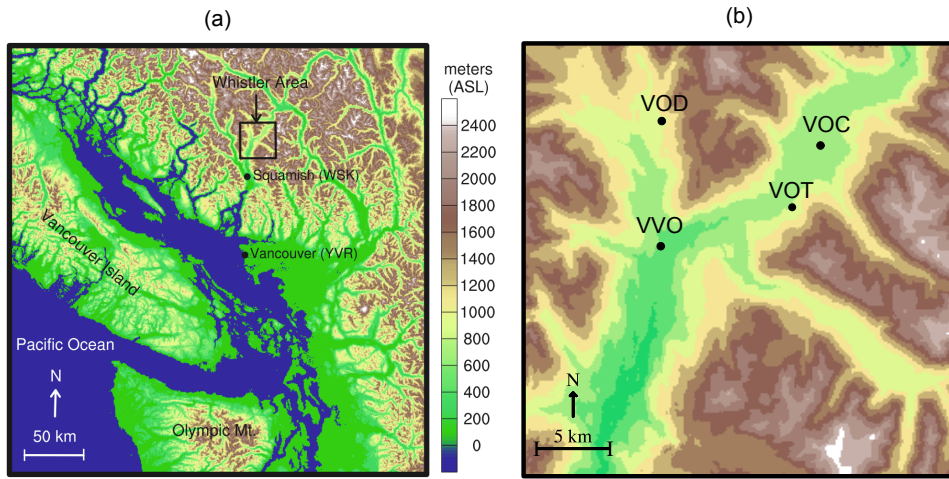 (a)
(b)
Whistler Area
Squamish (WSK)
Vancouver (YVR)
Vancouver Island
Pacific Ocean
N
50 km
Olympic Mt.
meters
(ASL)
2400
2200
2000
1800
1600
1400
1200
1000
800
600
400
200
0
VOD
VOC
VOT
VVO
N
5 km